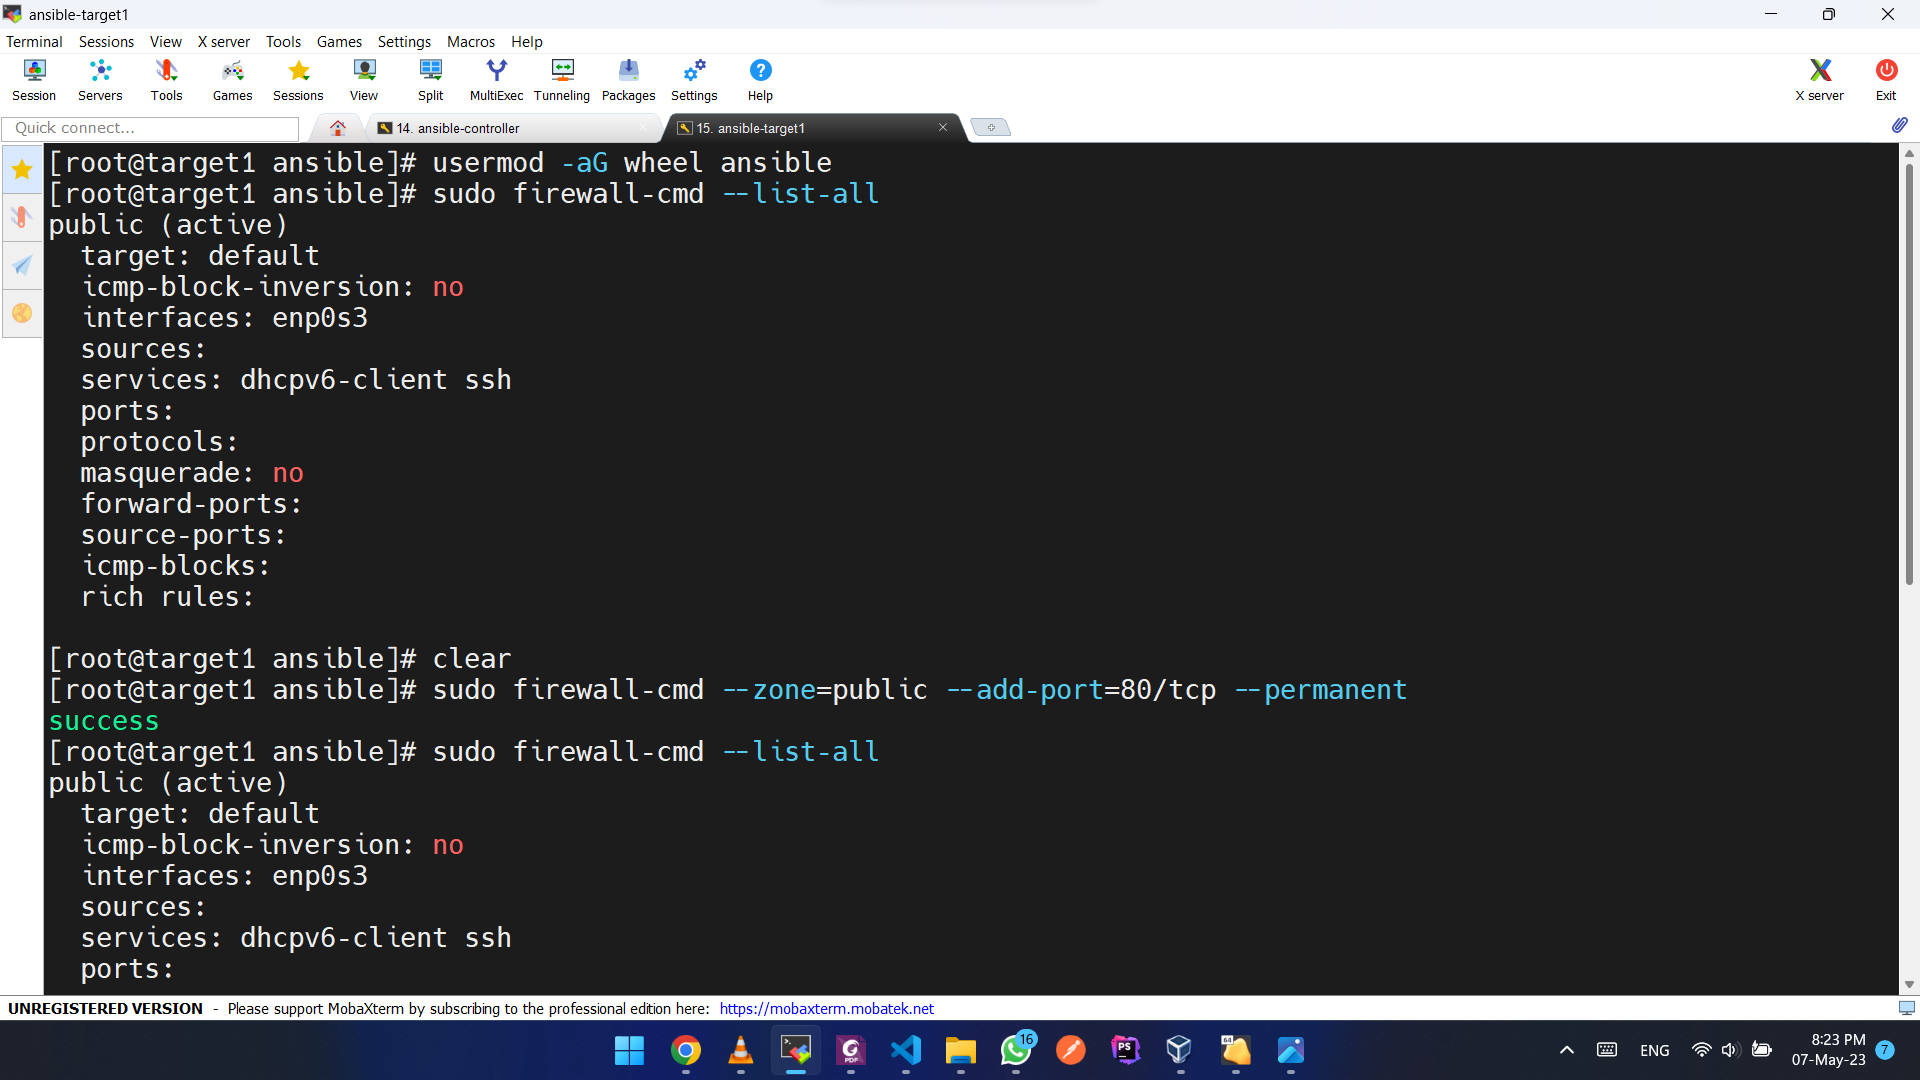 ansible-target1
Terminal Sessions View X server Tools Games Settings Macros Help
Session Servers Tools Games Sessions View Split MultiExec Tunneling Packages Settings Help X server Exit
Quick connect... 14. ansible-controller 15. ansible-target1
[root@target1 ansible]# usermod -aG wheel ansible
[root@target1 ansible]# sudo firewall-cmd --list-all
public (active)
  target: default
  icmp-block-inversion: no
  interfaces: enp0s3
  sources:
  services: dhcpv6-client ssh
  ports:
  protocols:
  masquerade: no
  forward-ports:
  source-ports:
  icmp-blocks:
  rich rules:
[root@target1 ansible]# clear
[root@target1 ansible]# sudo firewall-cmd --zone=public --add-port=80/tcp --permanent
success
[root@target1 ansible]# sudo firewall-cmd --list-all
public (active)
  target: default
  icmp-block-inversion: no
  interfaces: enp0s3
  sources:
  services: dhcpv6-client ssh
  ports:
UNREGISTERED VERSION - Please support MobaXterm by subscribing to the professional edition here: https://mobaxterm.mobatek.net
PDF 16 PS 64 ENG 8:23 PM 7
07-May-23